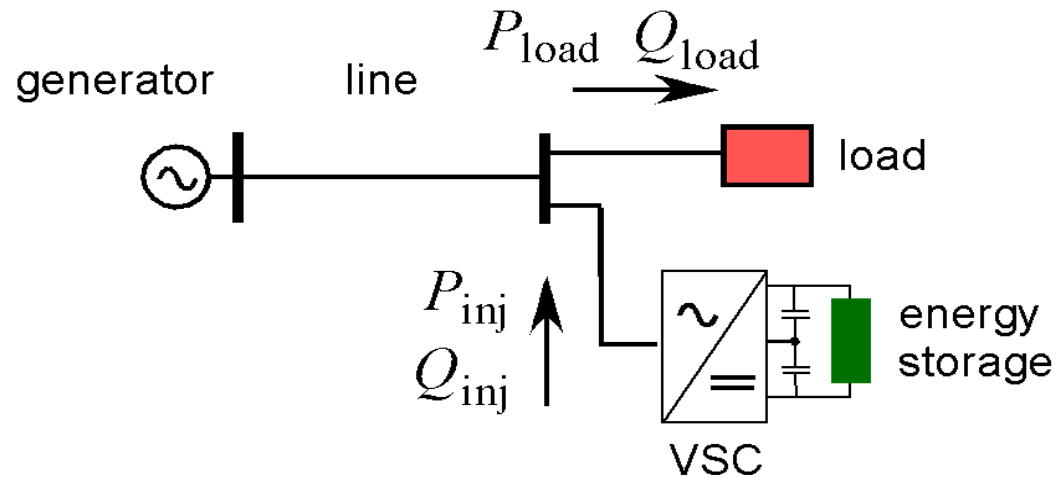 P_load Q_load
generator
line
load
P_inj
Q_inj
energy
storage
VSC